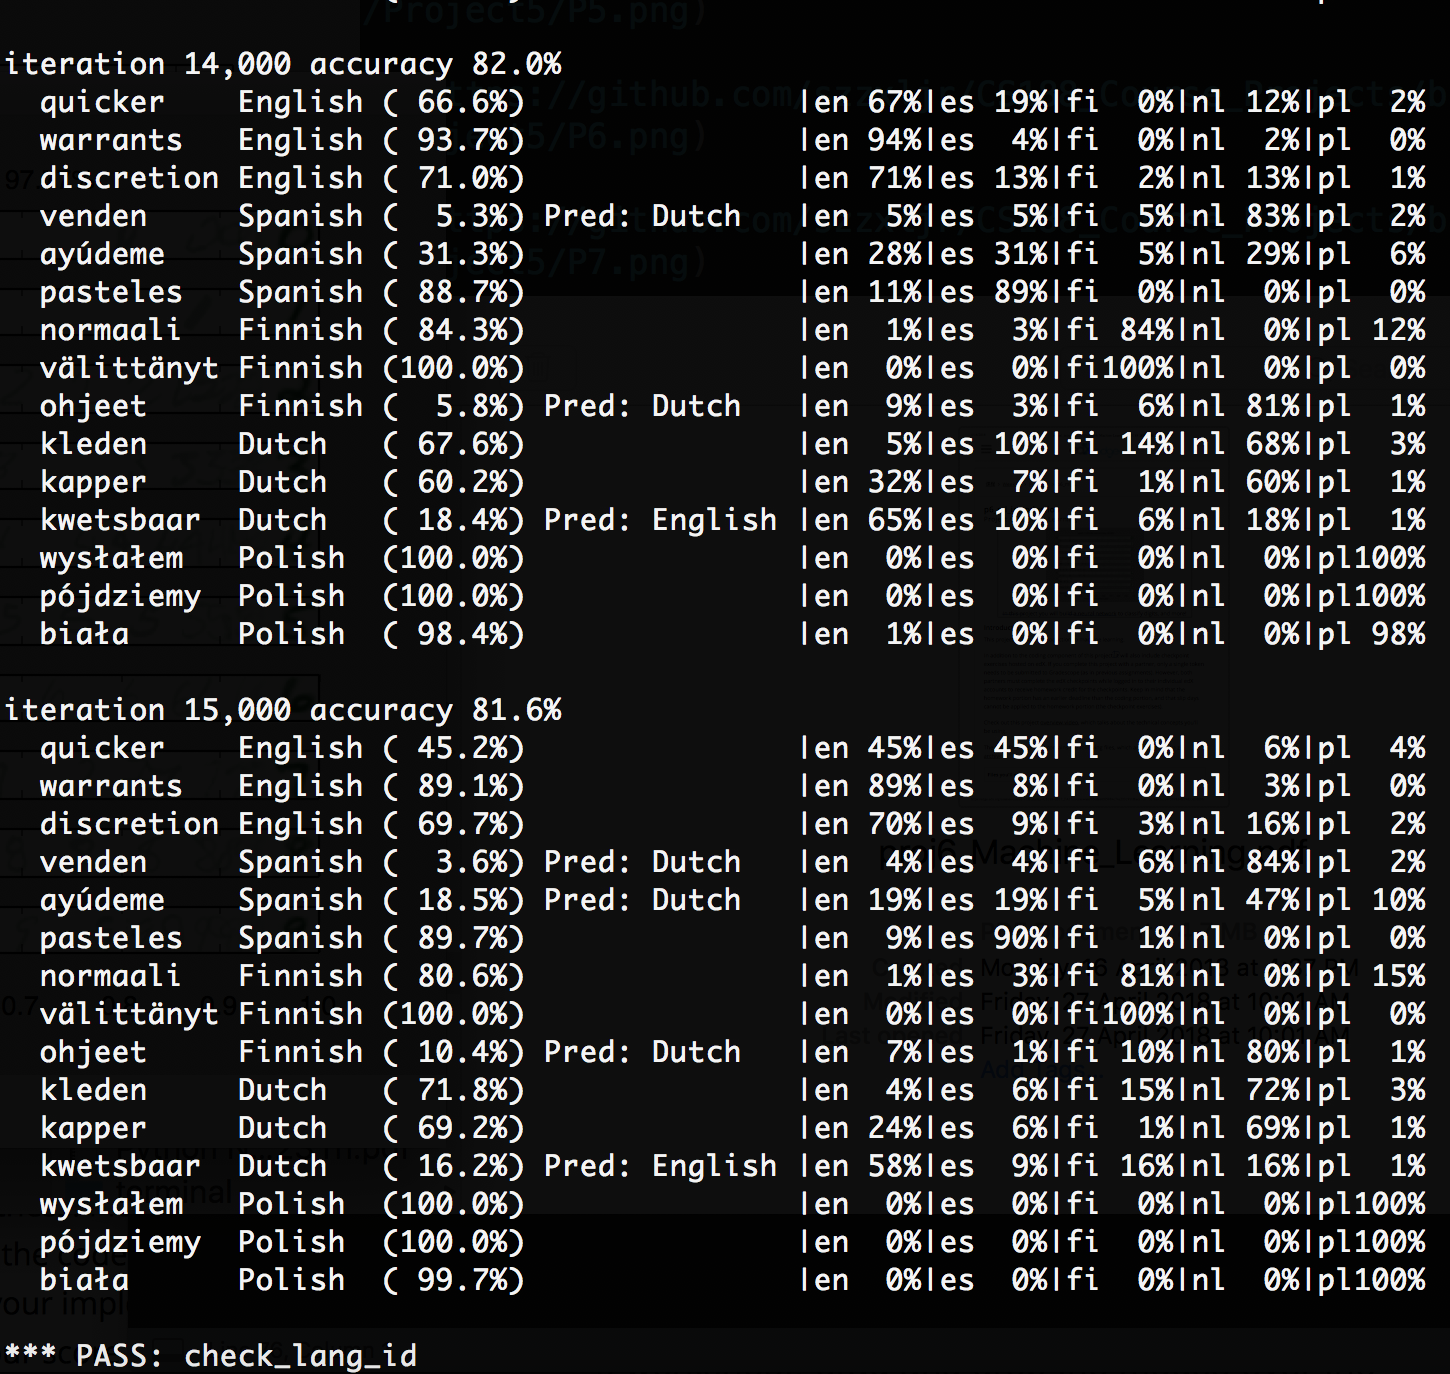 /Project5/P5.png)
iteration 14,000 accuracy 82.0%
quicker English ( 66.6%) |en 67%|es 19%|fi 0%|nl 12%|pl 2%
warrants English ( 93.7%) |en 94%|es 4%|fi 0%|nl 2%|pl 0%
discretion English ( 71.0%) |en 71%|es 13%|fi 2%|nl 13%|pl 1%
venden Spanish ( 5.3%) Pred: Dutch |en 5%|es 5%|fi 5%|nl 83%|pl 2%
ayúdeme Spanish ( 31.3%) |en 28%|es 31%|fi 5%|nl 29%|pl 6%
pasteles Spanish ( 88.7%) |en 11%|es 89%|fi 0%|nl 0%|pl 0%
normaali Finnish ( 84.3%) |en 1%|es 3%|fi 84%|nl 0%|pl 12%
välittänyt Finnish (100.0%) |en 0%|es 0%|fi100%|nl 0%|pl 0%
ohjeet Finnish ( 5.8%) Pred: Dutch |en 9%|es 3%|fi 6%|nl 81%|pl 1%
kleden Dutch ( 67.6%) |en 5%|es 10%|fi 14%|nl 68%|pl 3%
kapper Dutch ( 60.2%) |en 32%|es 7%|fi 1%|nl 60%|pl 1%
kwetsbaar Dutch ( 18.4%) Pred: English |en 65%|es 10%|fi 6%|nl 18%|pl 1%
wysłałem Polish (100.0%) |en 0%|es 0%|fi 0%|nl 0%|pl100%
pójdziemy Polish (100.0%) |en 0%|es 0%|fi 0%|nl 0%|pl100%
biała Polish ( 98.4%) |en 1%|es 0%|fi 0%|nl 0%|pl 98%
iteration 15,000 accuracy 81.6%
quicker English ( 45.2%) |en 45%|es 45%|fi 0%|nl 6%|pl 4%
warrants English ( 89.1%) |en 89%|es 8%|fi 0%|nl 3%|pl 0%
discretion English ( 69.7%) |en 70%|es 9%|fi 3%|nl 16%|pl 2%
venden Spanish ( 3.6%) Pred: Dutch |en 4%|es 4%|fi 6%|nl 84%|pl 2%
ayúdeme Spanish ( 18.5%) Pred: Dutch |en 19%|es 19%|fi 5%|nl 47%|pl 10%
pasteles Spanish ( 89.7%) |en 9%|es 90%|fi 1%|nl 0%|pl 0%
normaali Finnish ( 80.6%) |en 1%|es 3%|fi 81%|nl 0%|pl 15%
välittänyt Finnish (100.0%) |en 0%|es 0%|fi100%|nl 0%|pl 0%
ohjeet Finnish ( 10.4%) Pred: Dutch |en 7%|es 1%|fi 10%|nl 80%|pl 1%
kleden Dutch ( 71.8%) |en 4%|es 6%|fi 15%|nl 72%|pl 3%
kapper Dutch ( 69.2%) |en 24%|es 6%|fi 1%|nl 69%|pl 1%
kwetsbaar Dutch ( 16.2%) Pred: English |en 58%|es 9%|fi 16%|nl 16%|pl 1%
wysłałem Polish (100.0%) |en 0%|es 0%|fi 0%|nl 0%|pl100%
pójdziemy Polish (100.0%) |en 0%|es 0%|fi 0%|nl 0%|pl100%
biała Polish ( 99.7%) |en 0%|es 0%|fi 0%|nl 0%|pl100%
*** PASS: check_lang_id